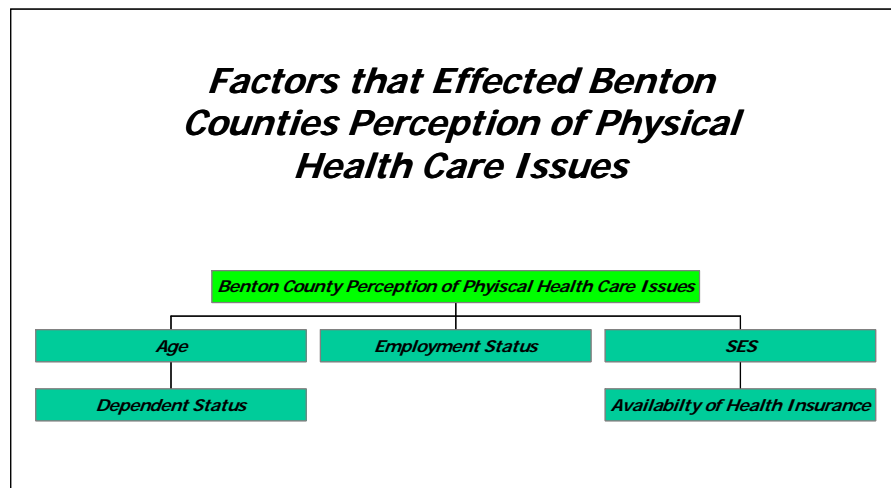 Factors that Effected Benton
Counties Perception of Physical
Health Care Issues
Benton County Perception of Phyiscal Health Care Issues
Age
Employment Status
SES
Dependent Status
Availabilty of Health Insurance